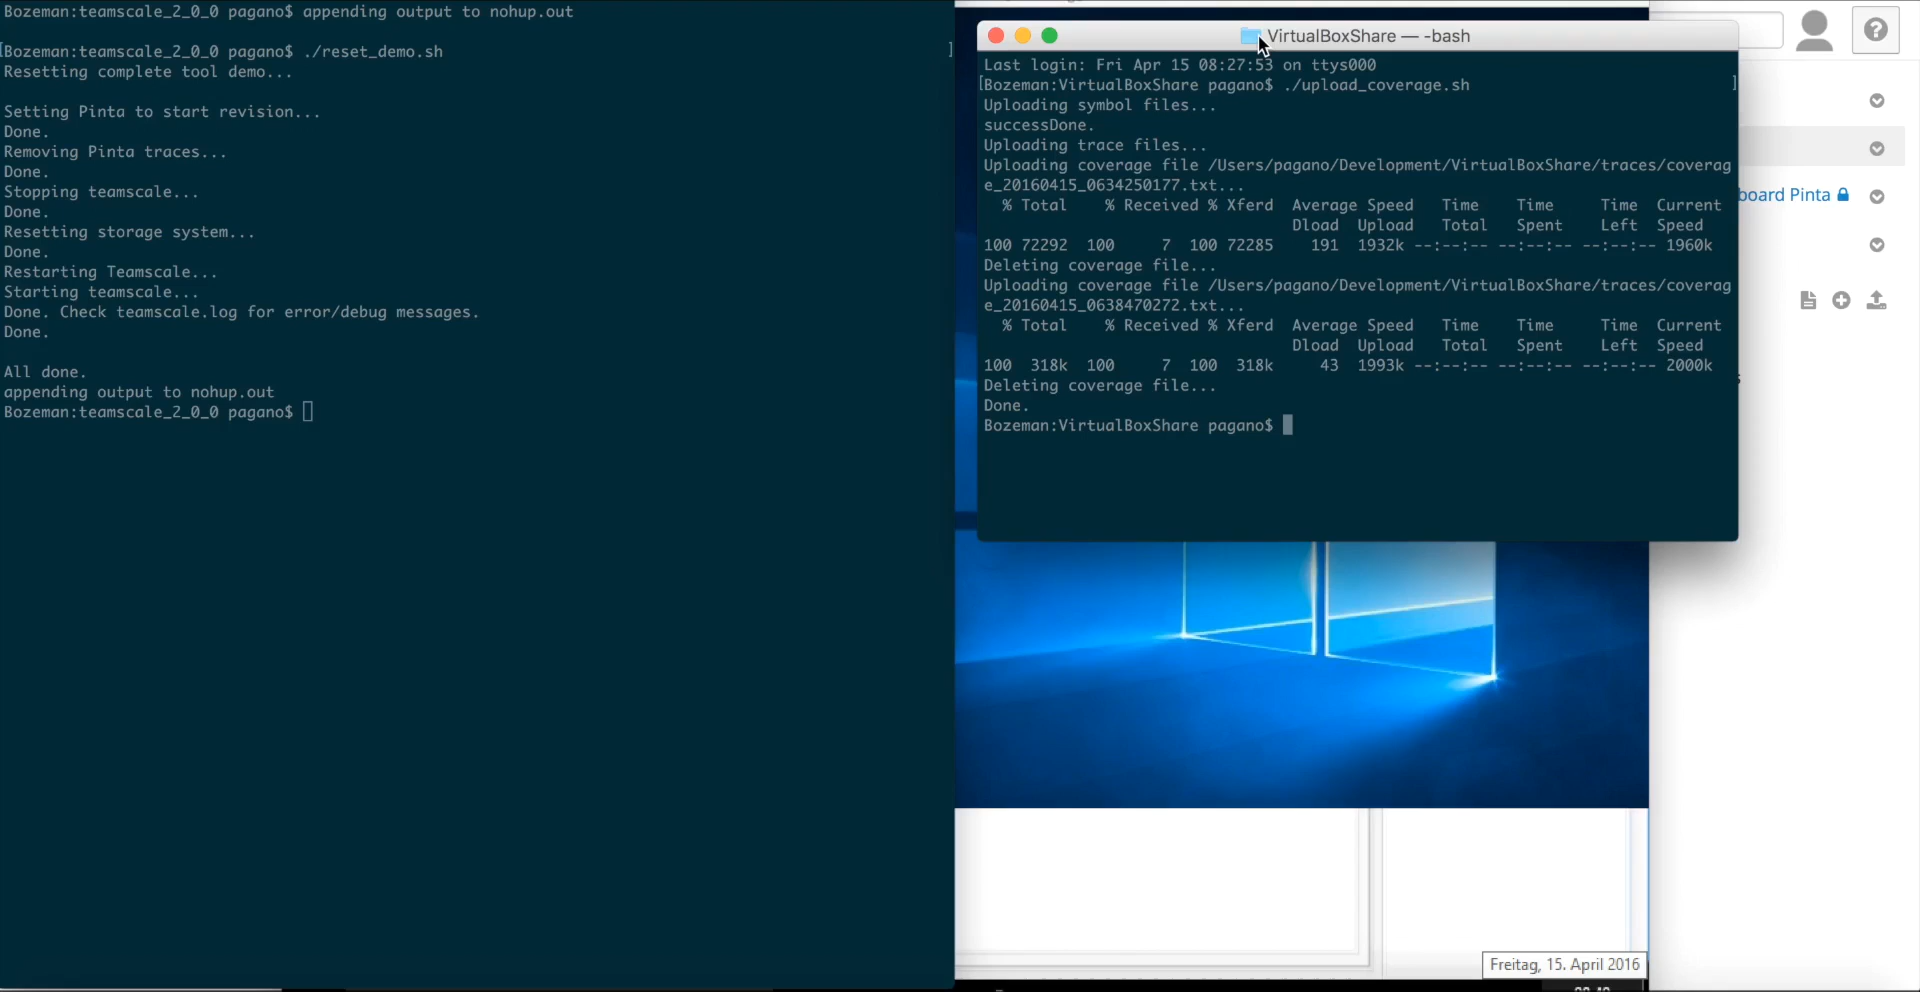 Bozeman:teamscale_2_0_0 pagano$ appending output to nohup.out
[Bozeman:teamscale_2_0_0 pagano$ ./reset_demo.sh ]
Resetting complete tool demo...
Setting Pinta to start revision...
Done.
Removing Pinta traces...
Done.
Stopping teamscale...
Done.
Resetting storage system...
Done.
Restarting Teamscale...
Starting teamscale...
Done. Check teamscale.log for error/debug messages.
Done.
All done.
appending output to nohup.out
Bozeman:teamscale_2_0_0 pagano$
VirtualBoxShare — -bash
Last login: Fri Apr 15 08:27:53 on ttys000
[Bozeman:VirtualBoxShare pagano$ ./upload_coverage.sh ]
Uploading symbol files...
successDone.
Uploading trace files...
Uploading coverage file /Users/pagano/Development/VirtualBoxShare/traces/coverag
e_20160415_0634250177.txt...
% Total % Received % Xferd Average Speed Time Time Time Current
Dload Upload Total Spent Left Speed
100 72292 100 7 100 72285 191 1932k --:--:-- --:--:-- --:--:-- 1960k
Deleting coverage file...
Uploading coverage file /Users/pagano/Development/VirtualBoxShare/traces/coverag
e_20160415_0638470272.txt...
% Total % Received % Xferd Average Speed Time Time Time Current
Dload Upload Total Spent Left Speed
100 318k 100 7 100 318k 43 1993k --:--:-- --:--:-- --:--:-- 2000k
Deleting coverage file...
Done.
Bozeman:VirtualBoxShare pagano$
?
board Pinta
Freitag, 15. April 2016